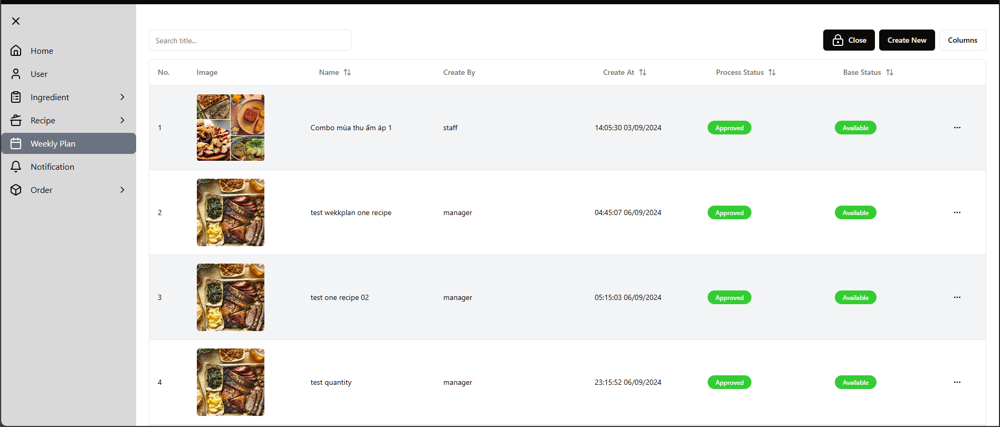 Home
User
Ingredient
Recipe
Weekly Plan
Notification
Order
Search title...
Close
Create New
Columns
No. Image Name Create By Create At Process Status Base Status
1 Combo mùa thu ấm áp 1 staff 14:05:30 03/09/2024 Approved Available
2 test wekkplan one recipe manager 04:45:07 06/09/2024 Approved Available
3 test one recipe 02 manager 05:15:03 06/09/2024 Approved Available
4 test quantity manager 23:15:52 06/09/2024 Approved Available